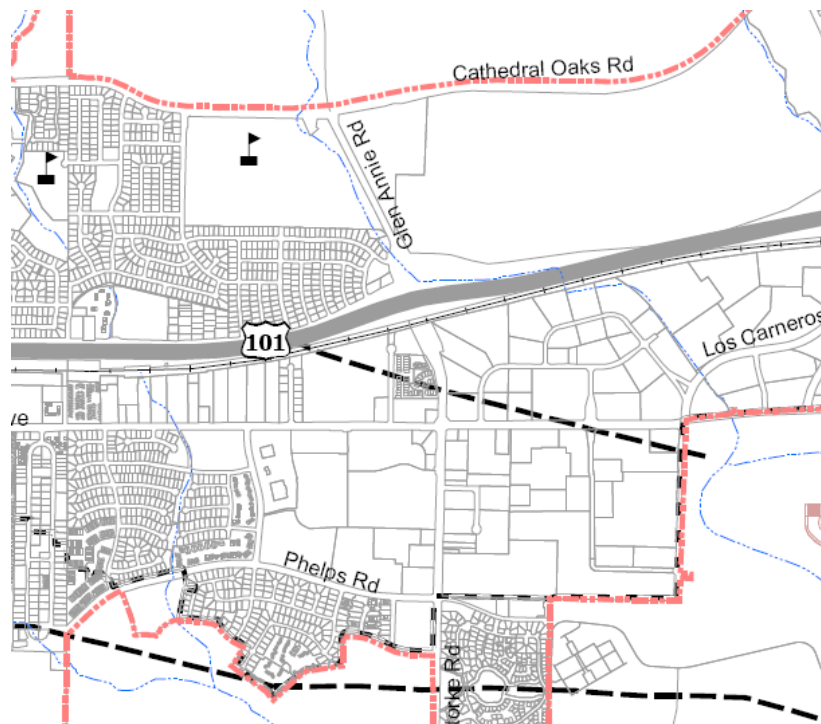 Cathedral Oaks Rd
Glen Annie Rd
101
Los Carneros
ve
Phelps Rd
orke Rd